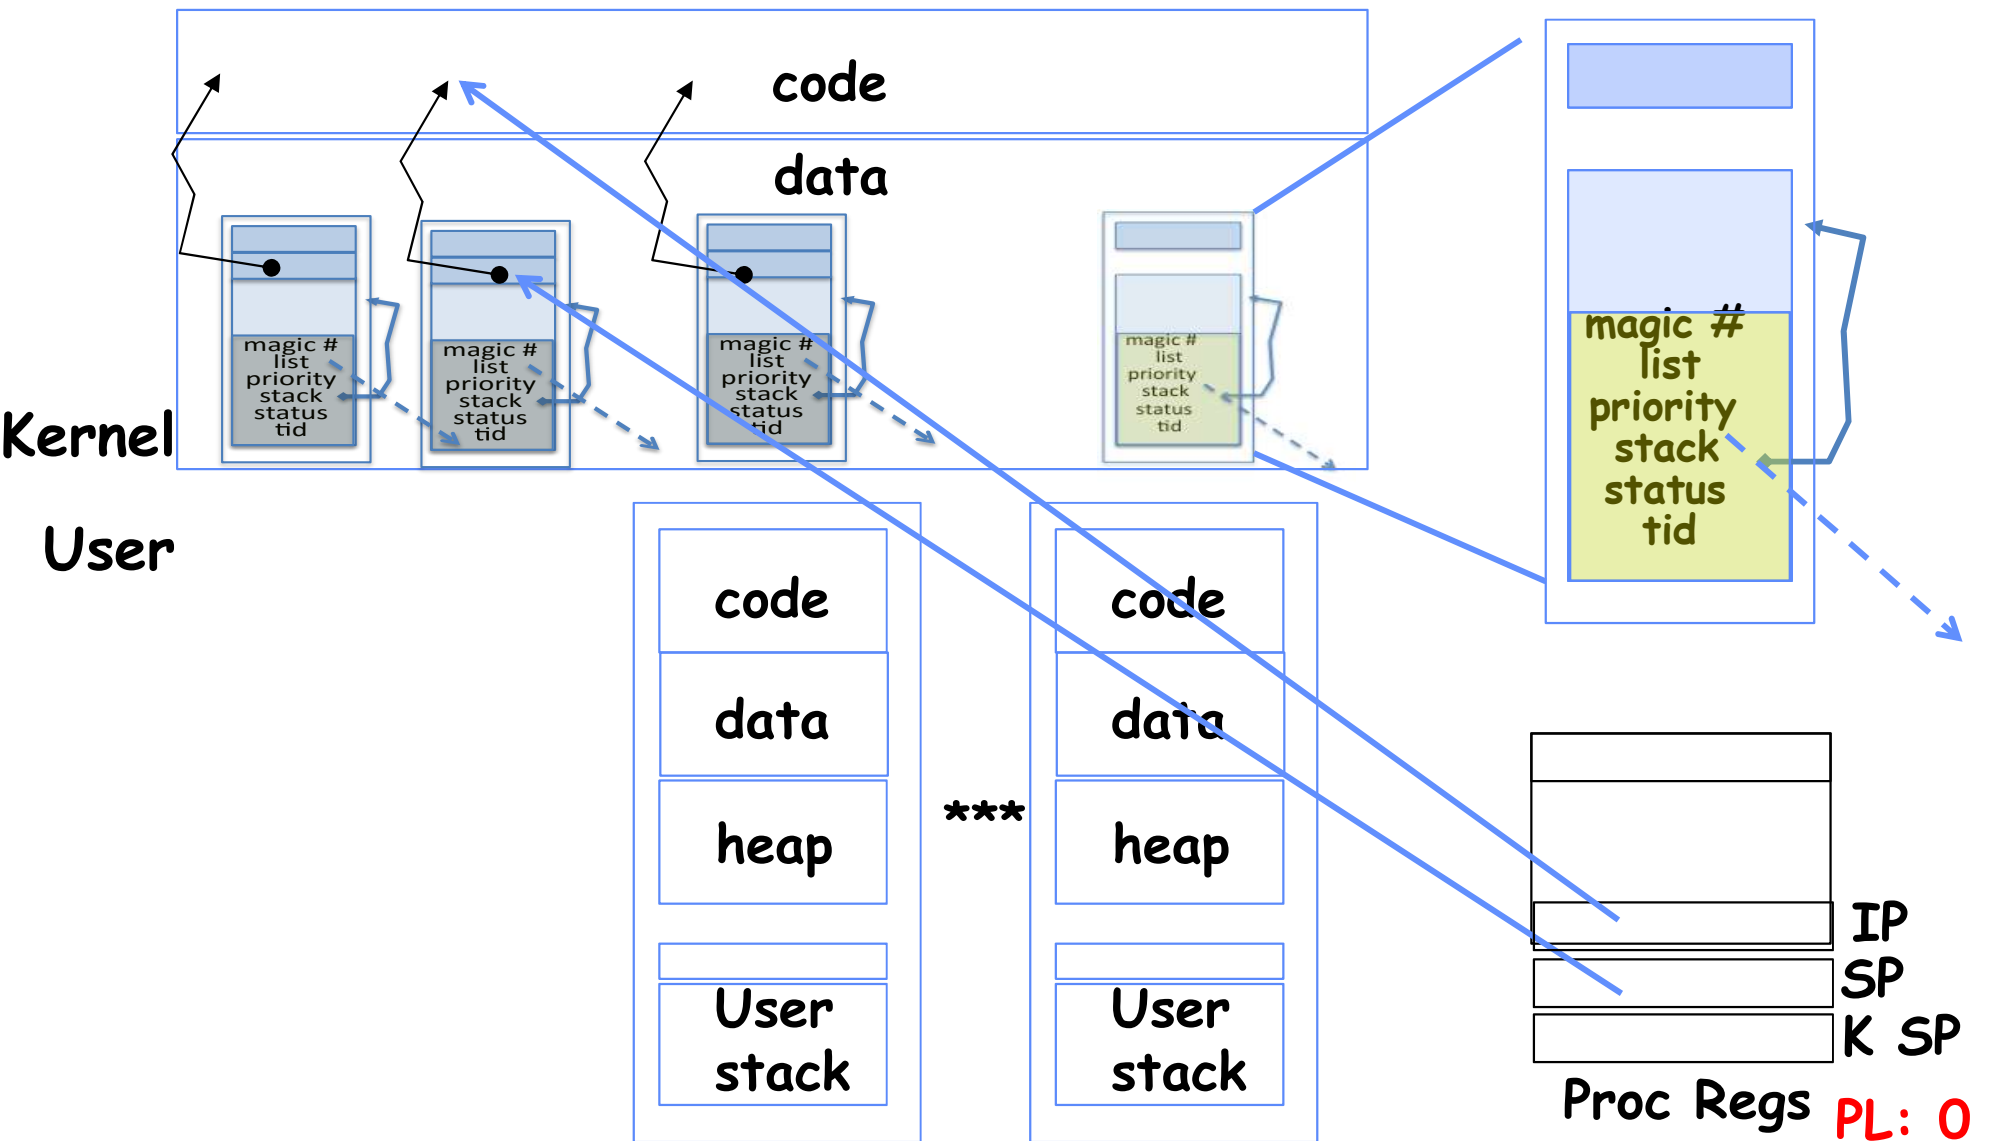 code
data
magic #
list
priority
stack
status
tid
magic #
list
priority
stack
status
tid
magic #
list
priority
stack
status
tid
magic #
list
priority
stack
status
tid
magic #
list
priority
stack
status
tid
Kernel
User
code
data
heap
User
stack
***
code
data
heap
User
stack
IP
SP
K SP
Proc Regs
PL: 0